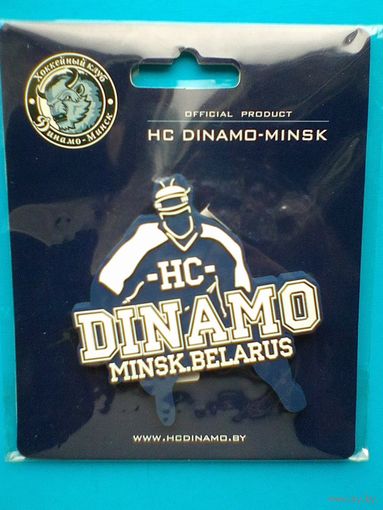 Хоккейный клуб
Динамо-Минск
OFFICIAL PRODUCT
HC DINAMO-MINSK
-HC-
DINAMO
MINSK.BELARUS
WWW.HCDINAMO.BY